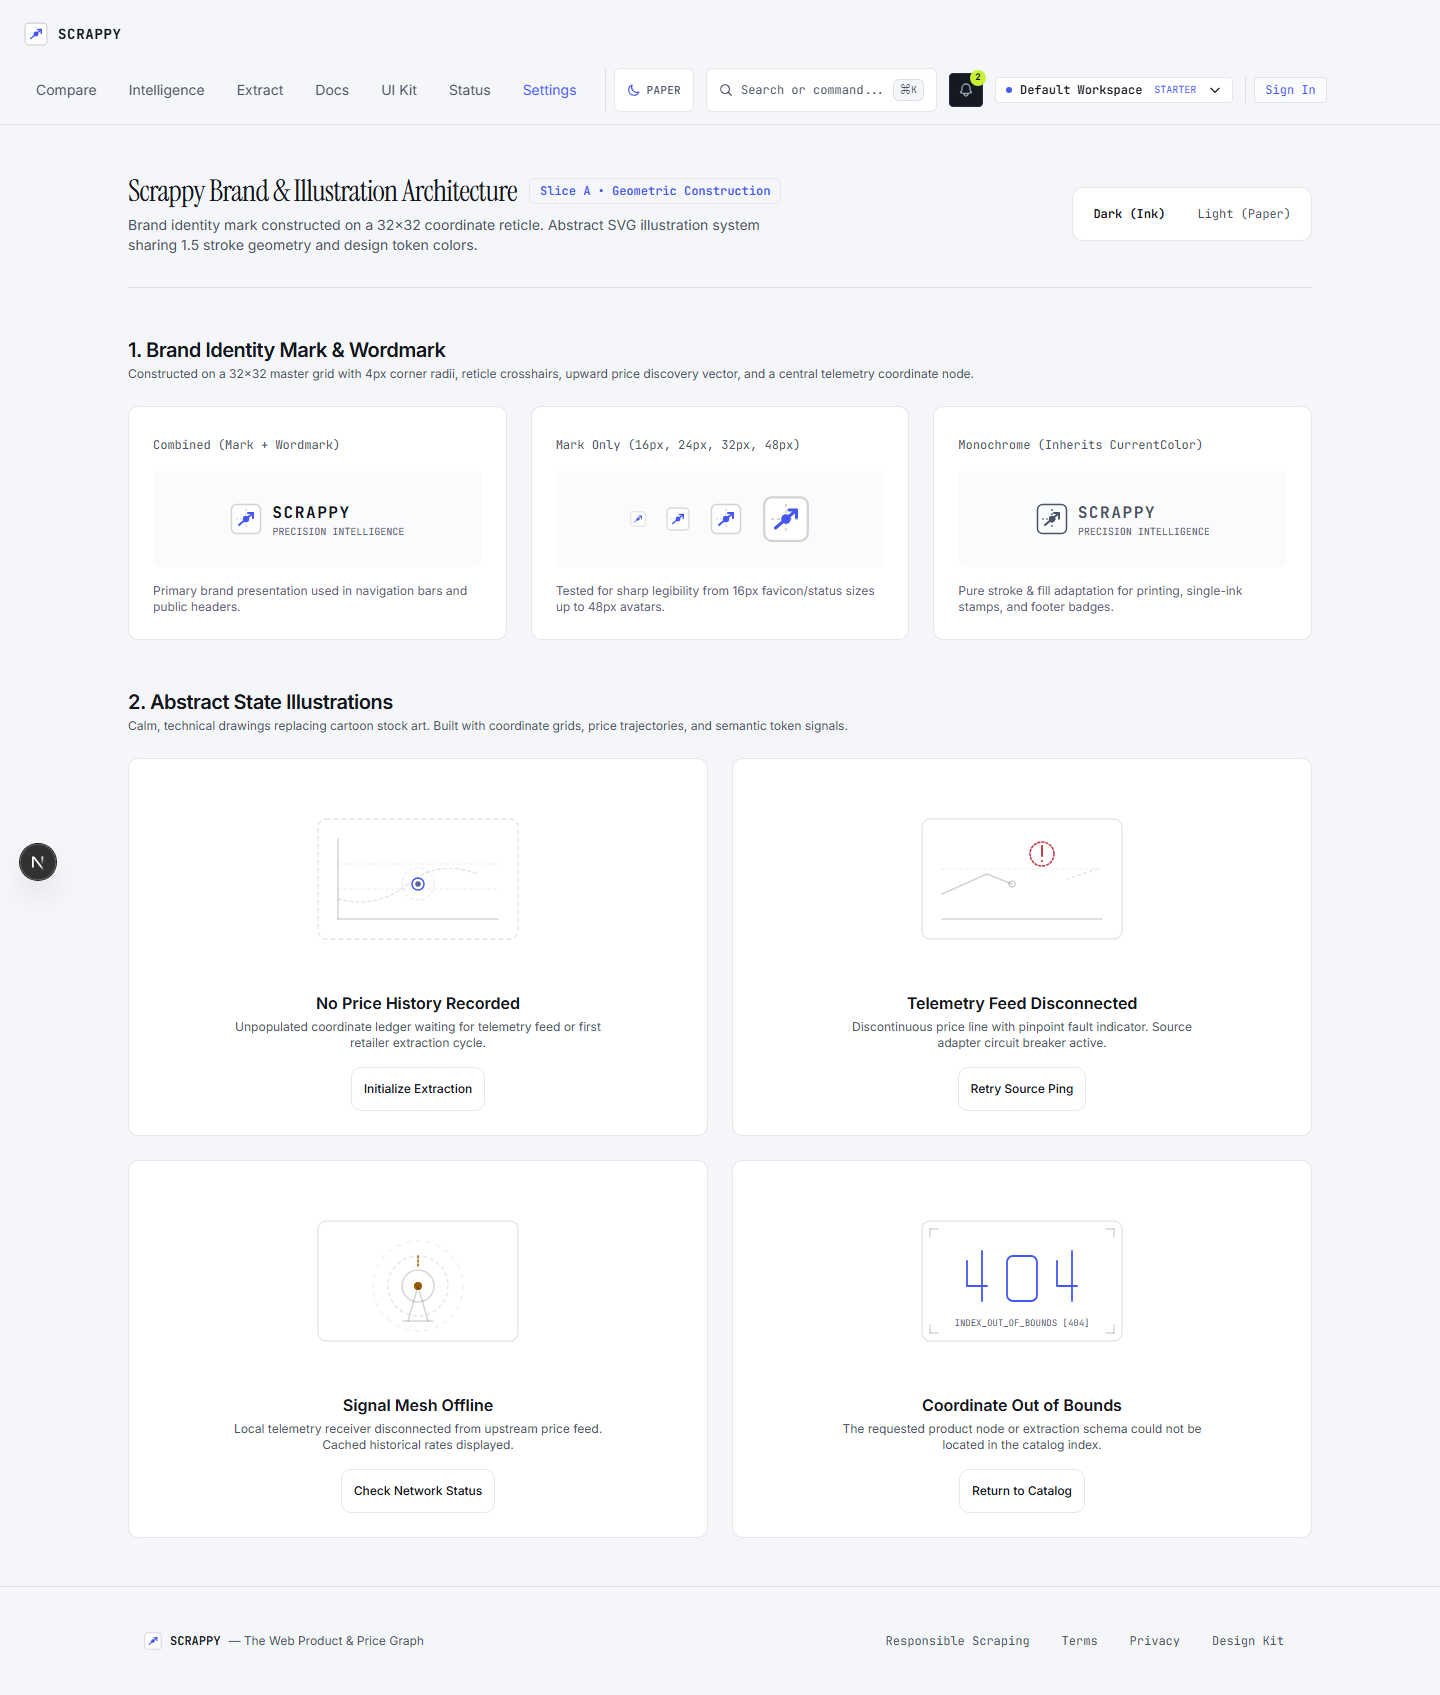 SCRAPPY
Compare Intelligence Extract Docs UI Kit Status Settings PAPER Search or command... ⌘K 2 Default Workspace STARTER Sign In
Scrappy Brand & Illustration Architecture Slice A • Geometric Construction
Dark (Ink) Light (Paper)
Brand identity mark constructed on a 32×32 coordinate reticle. Abstract SVG illustration system
sharing 1.5 stroke geometry and design token colors.
1. Brand Identity Mark & Wordmark
Constructed on a 32×32 master grid with 4px corner radii, reticle crosshairs, upward price discovery vector, and a central telemetry coordinate node.
Combined (Mark + Wordmark)
SCRAPPY
PRECISION INTELLIGENCE
Primary brand presentation used in navigation bars and
public headers.
Mark Only (16px, 24px, 32px, 48px)
Tested for sharp legibility from 16px favicon/status sizes
up to 48px avatars.
Monochrome (Inherits CurrentColor)
SCRAPPY
PRECISION INTELLIGENCE
Pure stroke & fill adaptation for printing, single-ink
stamps, and footer badges.
2. Abstract State Illustrations
Calm, technical drawings replacing cartoon stock art. Built with coordinate grids, price trajectories, and semantic token signals.
No Price History Recorded
Unpopulated coordinate ledger waiting for telemetry feed or first
retailer extraction cycle.
Initialize Extraction
Telemetry Feed Disconnected
Discontinuous price line with pinpoint fault indicator. Source
adapter circuit breaker active.
Retry Source Ping
N
Signal Mesh Offline
Local telemetry receiver disconnected from upstream price feed.
Cached historical rates displayed.
Check Network Status
404
INDEX_OUT_OF_BOUNDS [404]
Coordinate Out of Bounds
The requested product node or extraction schema could not be
located in the catalog index.
Return to Catalog
SCRAPPY — The Web Product & Price Graph
Responsible Scraping Terms Privacy Design Kit